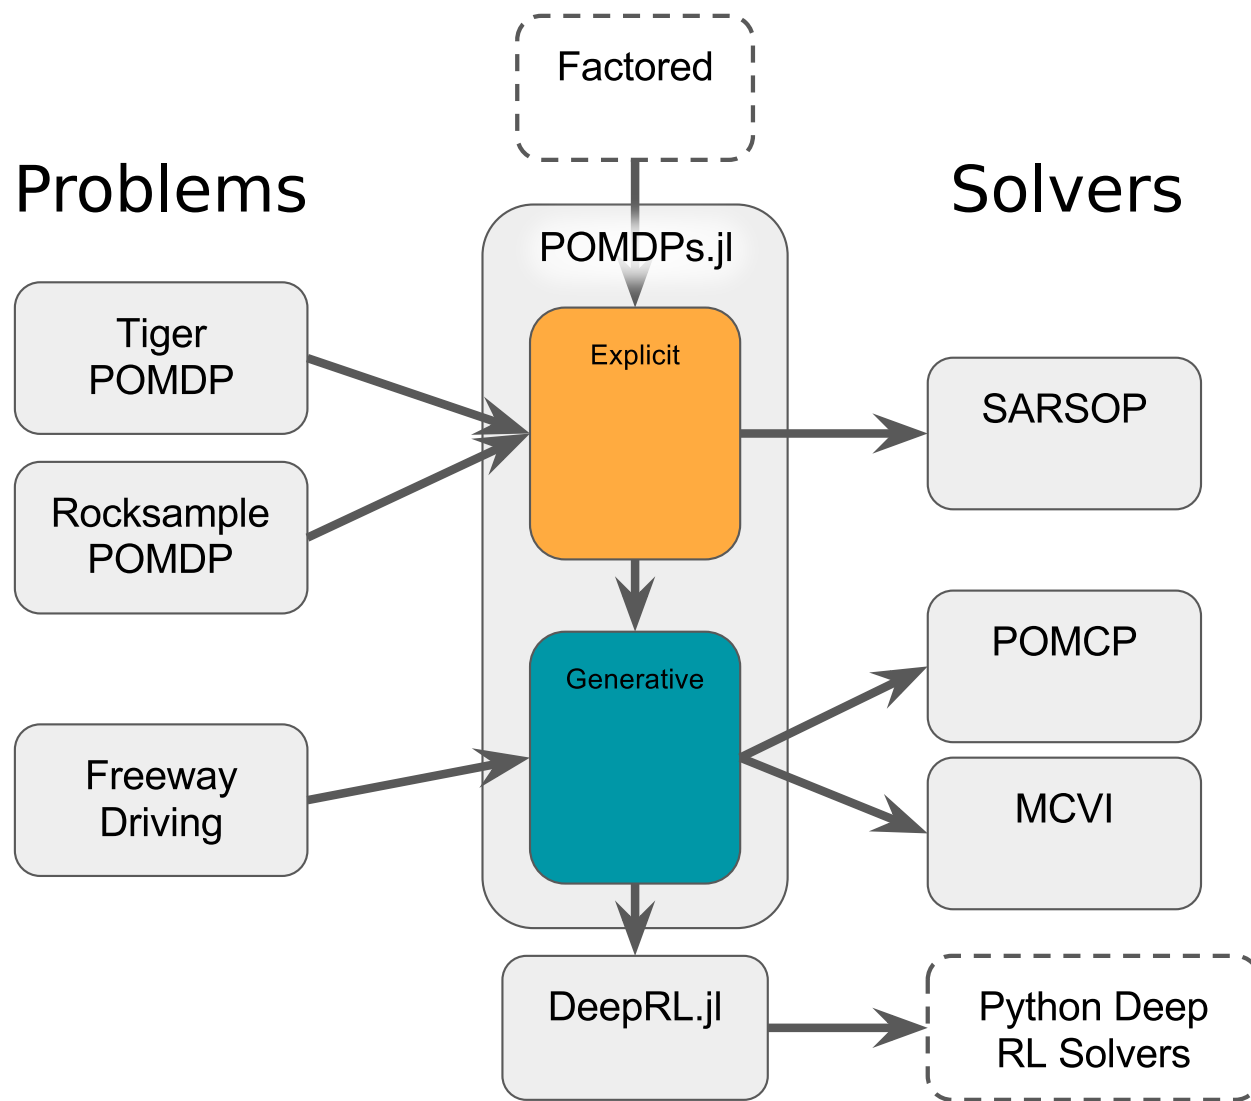 Factored
Problems
Solvers
POMDPs.jl
Tiger
POMDP
Explicit
SARSOP
Rocksample
POMDP
Generative
POMCP
Freeway
Driving
MCVI
DeepRL.jl
Python Deep
RL Solvers